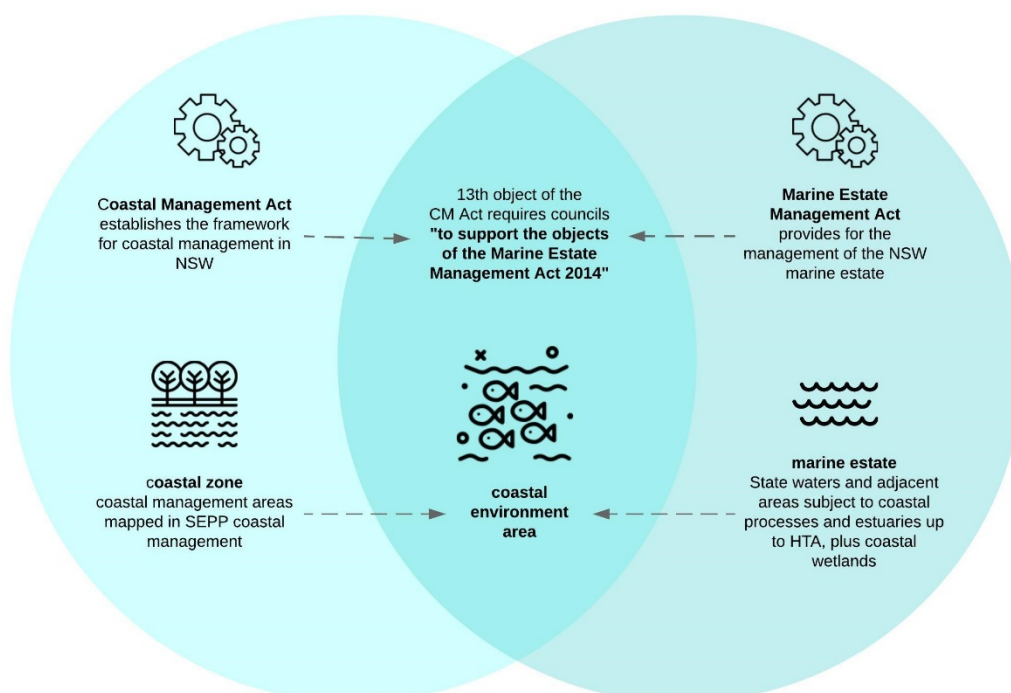 Coastal Management Act
establishes the framework
for coastal management in
NSW
13th object of the
CM Act requires councils
"to support the objects
of the Marine Estate
Management Act 2014"
Marine Estate
Management Act
provides for the
management of the NSW
marine estate
coastal zone
coastal management areas
mapped in SEPP coastal
management
coastal
environment
area
marine estate
State waters and adjacent
areas subject to coastal
processes and estuaries up
to HTA, plus coastal
wetlands